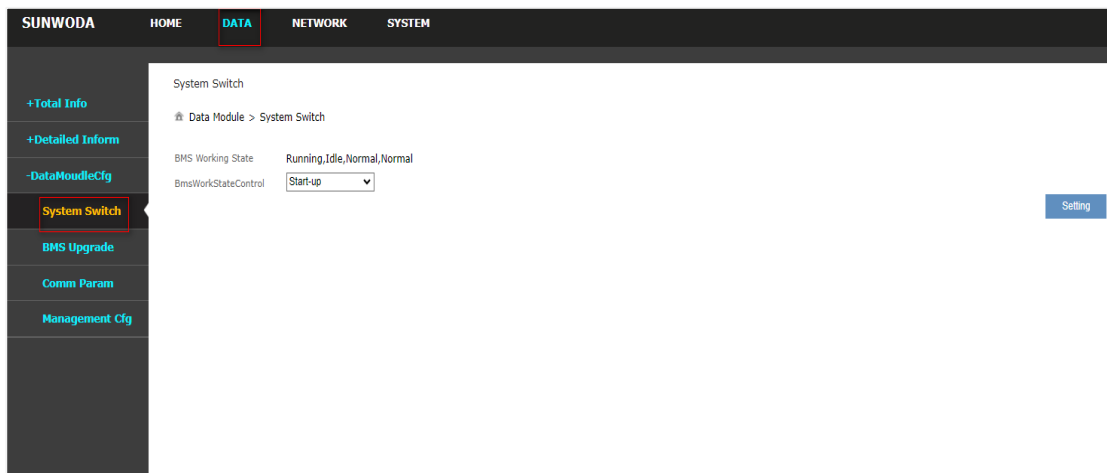 SUNWODA HOME DATA NETWORK SYSTEM
+Total Info
+Detailed Inform
-DataMoudleCfg
System Switch
BMS Upgrade
Comm Param
Management Cfg
System Switch
Data Module > System Switch
BMS Working State Running,Idle,Normal,Normal
BmsWorkStateControl Start-up
Setting